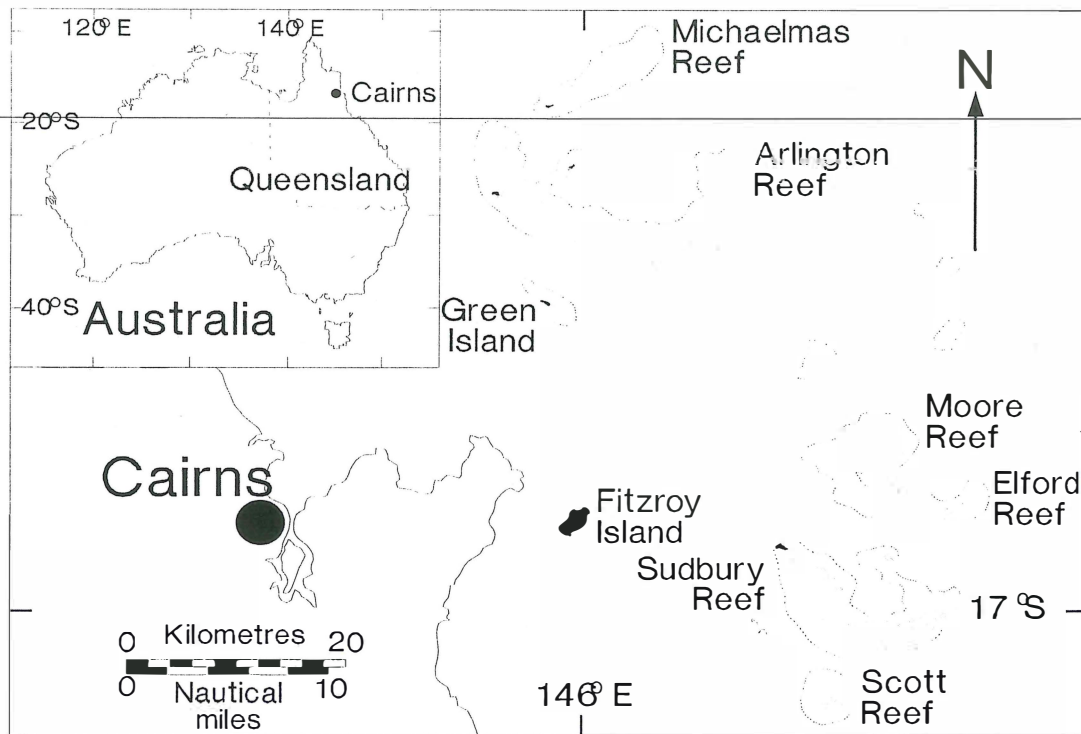 120° E
140° E
Cairns
20°S
Queensland
40°S
Australia
Michaelmas
Reef
N
Arlington
Reef
Green
Island
Moore
Reef
Cairns
Elford
Reef
Fitzroy
Island
Sudbury
Reef
17 °S
0 Kilometres 20
0 Nautical 10
miles
146° E
Scott
Reef